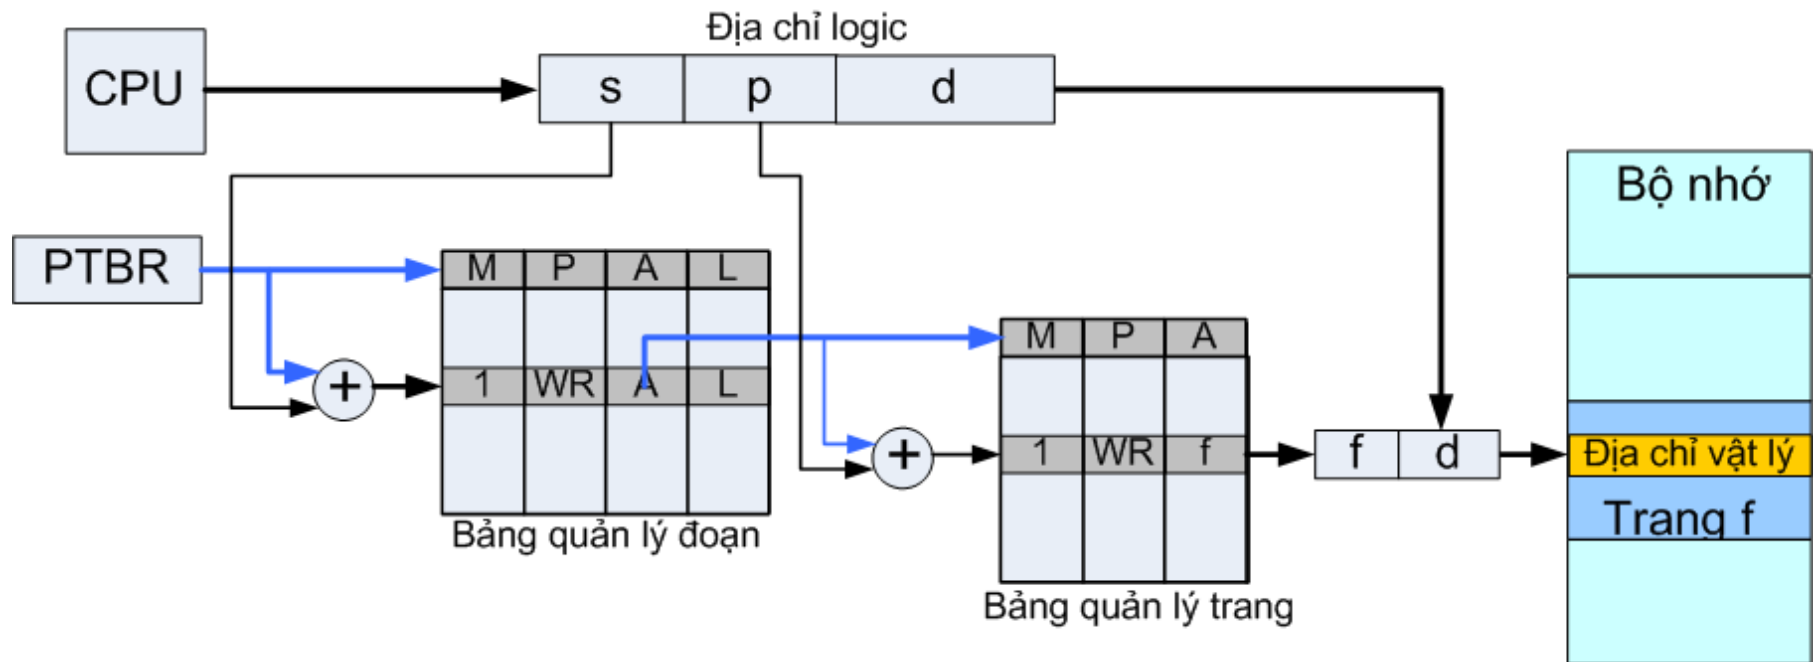 Địa chỉ logic
CPU
s p d
Bộ nhớ
PTBR
M P A L
M P A
1 WR A L
1 WR f
f d
Địa chỉ vật lý
Trang f
Bảng quản lý đoạn
Bảng quản lý trang
+
+